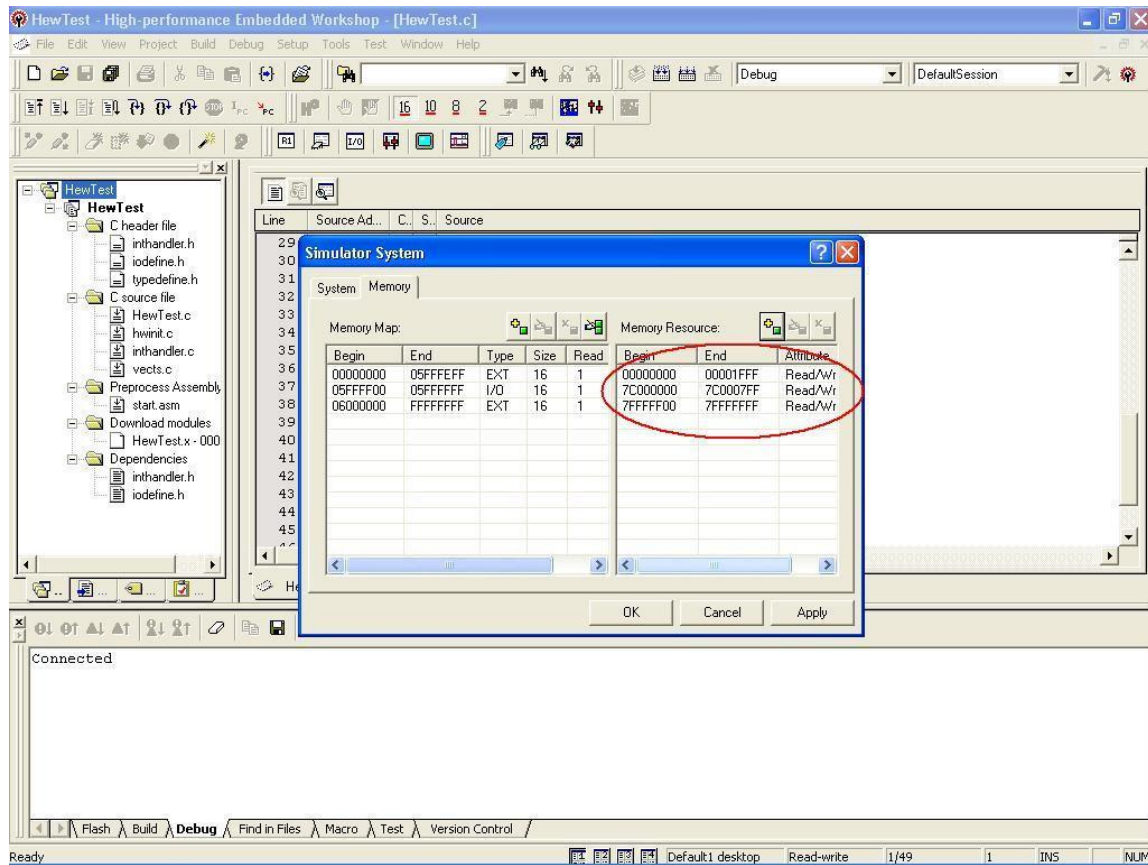 HewTest - High-performance Embedded Workshop - [HewTest.c]
File Edit View Project Build Debug Setup Tools Test Window Help
Debug DefaultSession
16 10 8 2
R1 I/O
HewTest
HewTest
C header file
inthandler.h
iodefine.h
typedefine.h
C source file
HewTest.c
hwinit.c
inthandler.c
vects.c
Preprocess Assembly
start.asm
Download modules
HewTest.x - 000
Dependencies
inthandler.h
iodefine.h
Line Source Ad... C.. S.. Source
29
30
31
32
33
34
35
36
37
38
39
40
41
42
43
44
45
Simulator System
System Memory
Memory Map:
Begin End Type Size Read
00000000 05FFFEFF EXT 16 1
05FFFF00 05FFFFFF I/O 16 1
06000000 FFFFFFFF EXT 16 1
Memory Resource:
Begin End Attribute
00000000 00001FFF Read/Wr
7C000000 7C0007FF Read/Wr
7FFFFF00 7FFFFFFF Read/Wr
OK Cancel Apply
He
Connected
Flash Build Debug Find in Files Macro Test Version Control
Ready Default1 desktop Read-write 1/49 1 INS NUM